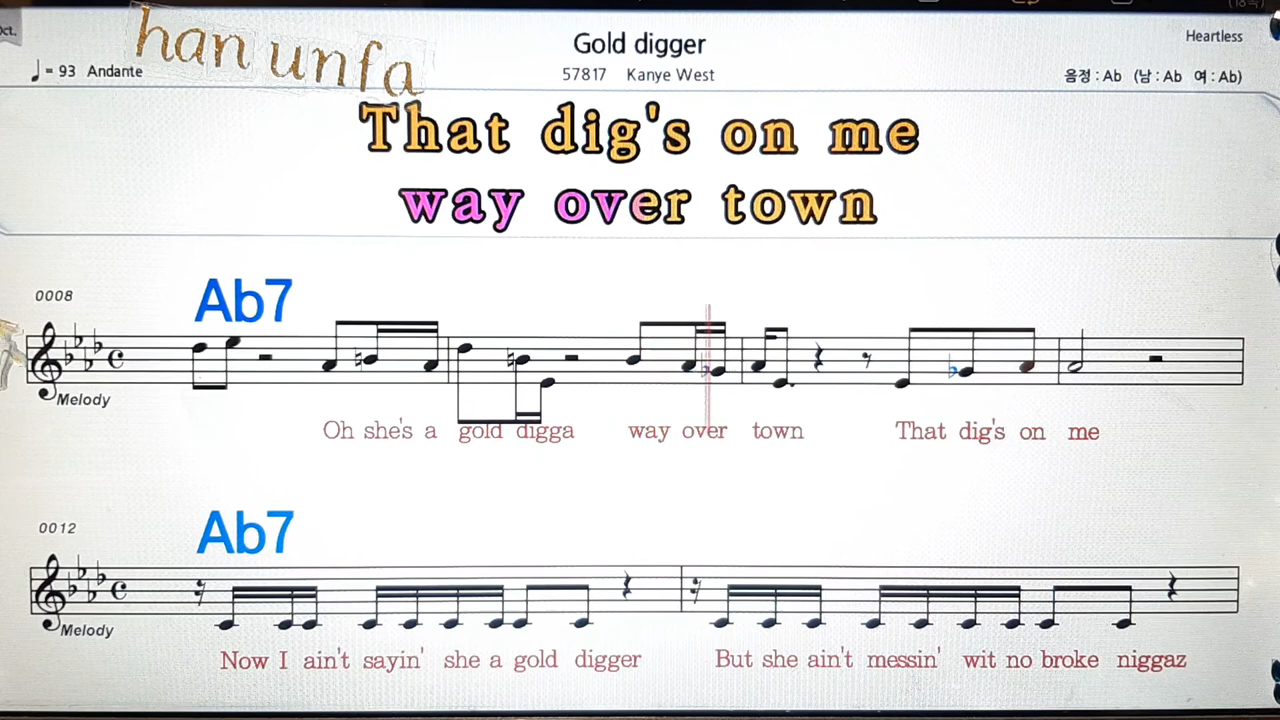 Oct.
han unfa
Gold digger
Heartless
♩= 93 Andante
57817 Kanye West
음정 : Ab (남 : Ab 여 : Ab)
That dig's on me
way over town
0008
Ab7
Melody
Oh she's a gold digga way over town That dig's on me
0012
Ab7
Melody
Now I ain't sayin' she a gold digger But she ain't messin' wit no broke niggaz